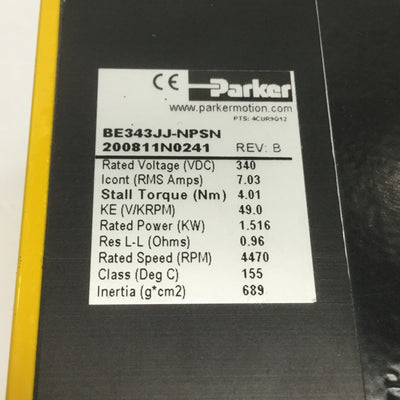 CE Parker
www.parkermotion.com
PTS: 4CUR9G12
BE343JJ-NPSN
200811N0241 REV: B
Rated Voltage (VDC) 340
Icont (RMS Amps) 7.03
Stall Torque (Nm) 4.01
KE (V/KRPM) 49.0
Rated Power (KW) 1.516
Res L-L (Ohms) 0.96
Rated Speed (RPM) 4470
Class (Deg C) 155
Inertia (g*cm2) 689